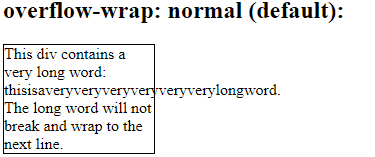 overflow-wrap: normal (default):
This div contains a
very long word:
thisisaveryveryveryveryveryverylongword.
The long word will not
break and wrap to the
next line.